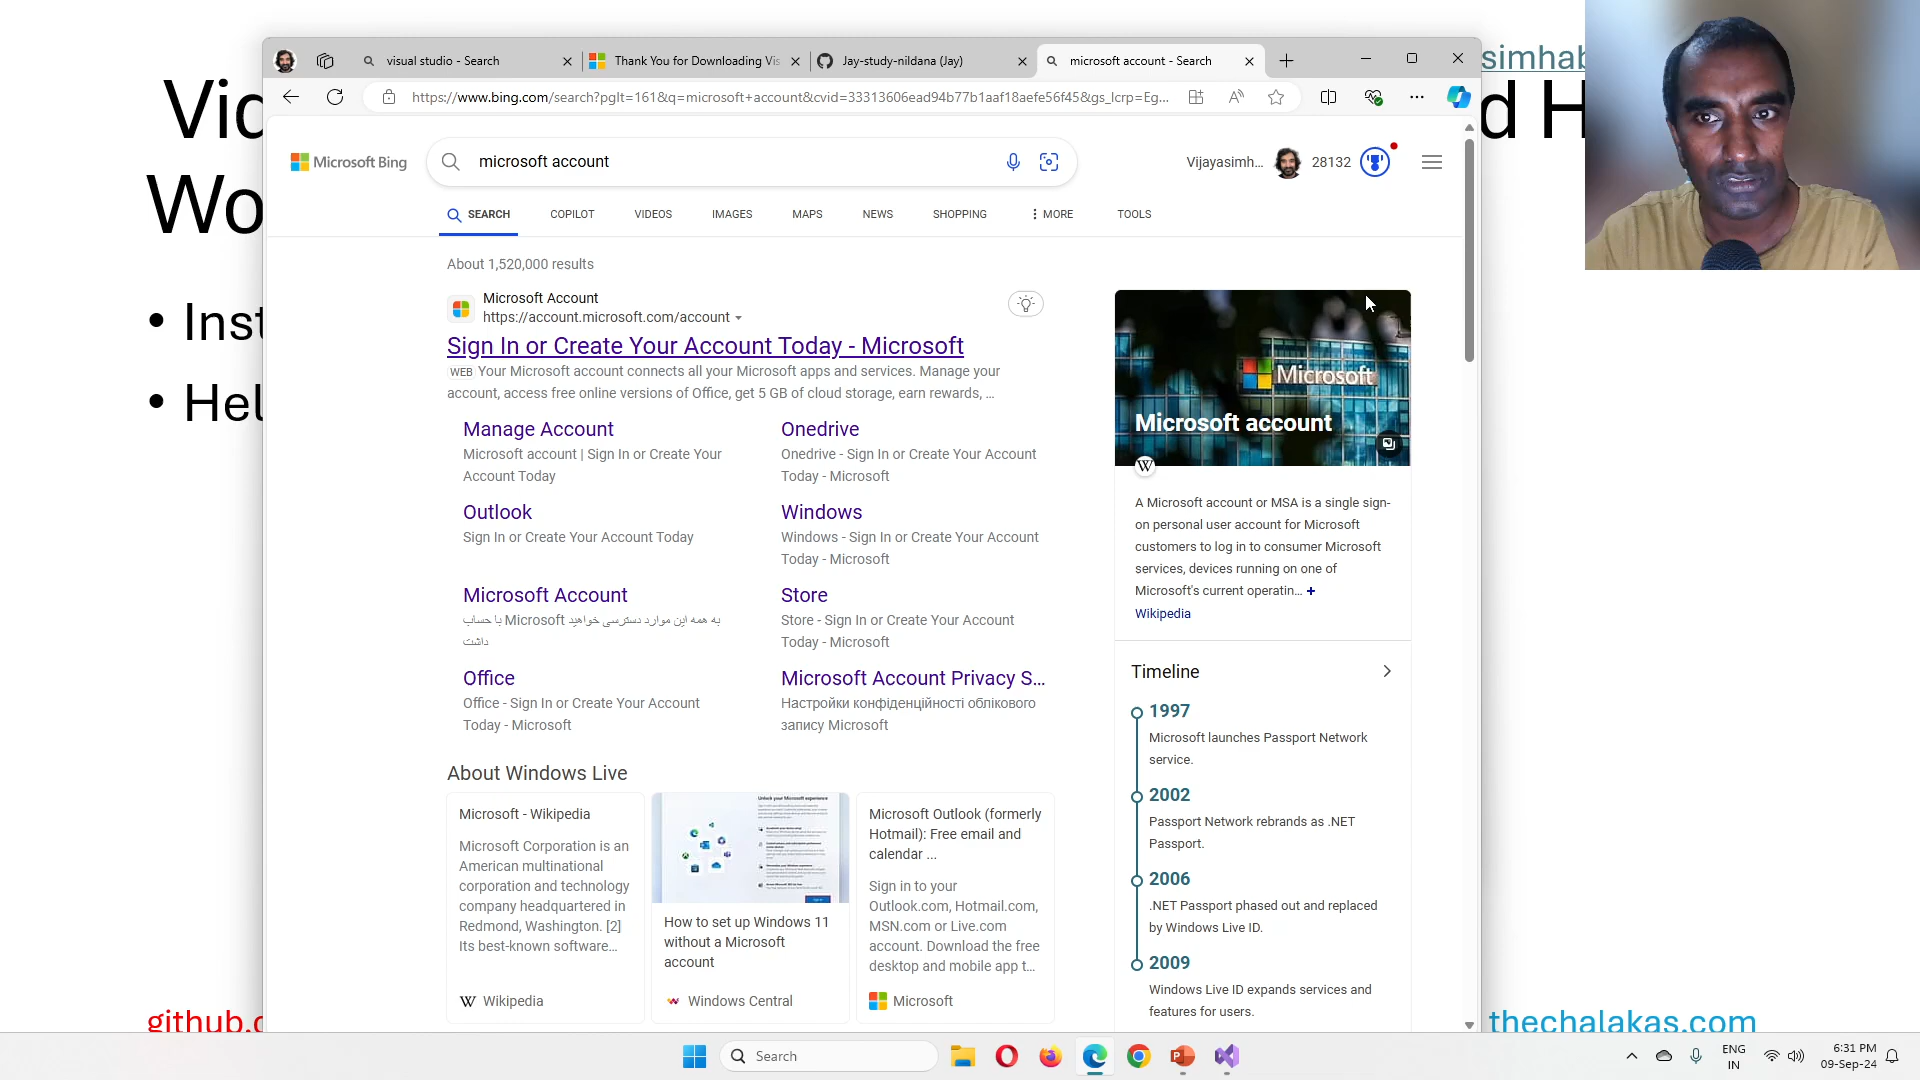 simhab
Vid
d H
Wo
• Inst
• Hel
github.c
thechalakas.com
visual studio - Search
Thank You for Downloading Vis
Jay-study-nildana (Jay)
microsoft account - Search
https://www.bing.com/search?pglt=161&q=microsoft+account&cvid=33313606ead94b77b1aaf18aefe56f45&gs_lcrp=Eg...
Microsoft Bing
microsoft account
Vijayasimh...
28132
SEARCH
COPILOT
VIDEOS
IMAGES
MAPS
NEWS
SHOPPING
MORE
TOOLS
About 1,520,000 results
Microsoft Account
https://account.microsoft.com/account
Sign In or Create Your Account Today - Microsoft
WEB Your Microsoft account connects all your Microsoft apps and services. Manage your
account, access free online versions of Office, get 5 GB of cloud storage, earn rewards, ...
Manage Account
Microsoft account | Sign In or Create Your
Account Today
Onedrive
Onedrive - Sign In or Create Your Account
Today - Microsoft
Outlook
Sign In or Create Your Account Today
Windows
Windows - Sign In or Create Your Account
Today - Microsoft
Microsoft Account
به همه این موارد دسترسی خواهید Microsoft با حساب
داشت
Store
Store - Sign In or Create Your Account
Today - Microsoft
Office
Office - Sign In or Create Your Account
Today - Microsoft
Microsoft Account Privacy S...
Настройки конфіденційності облікового
запису Microsoft
About Windows Live
Microsoft - Wikipedia
Microsoft Corporation is an
American multinational
corporation and technology
company headquartered in
Redmond, Washington. [2]
Its best-known software...
Wikipedia
How to set up Windows 11
without a Microsoft
account
Windows Central
Microsoft Outlook (formerly
Hotmail): Free email and
calendar ...
Sign in to your
Outlook.com, Hotmail.com,
MSN.com or Live.com
account. Download the free
desktop and mobile app t...
Microsoft
Microsoft
Microsoft account
W
A Microsoft account or MSA is a single sign-
on personal user account for Microsoft
customers to log in to consumer Microsoft
services, devices running on one of
Microsoft's current operatin... +
Wikipedia
Timeline
1997
Microsoft launches Passport Network
service.
2002
Passport Network rebrands as .NET
Passport.
2006
.NET Passport phased out and replaced
by Windows Live ID.
2009
Windows Live ID expands services and
features for users.
Search
ENG
IN
6:31 PM
09-Sep-24